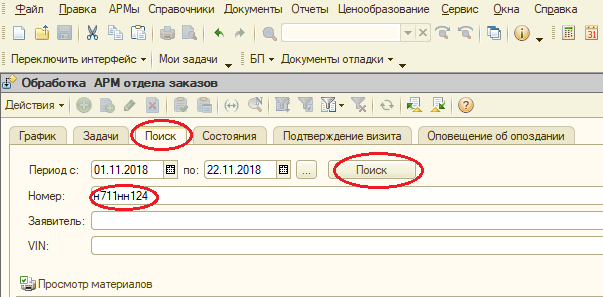 Файл Правка АРМы Справочники Документы Отчеты Ценообразование Сервис Окна Справка
Переключить интерфейс Мои задачи БП Документы отладки
Обработка АРМ отдела заказов
Действия
График Задачи Поиск Состояния Подтверждение визита Оповещение об опоздании
Период с: 01.11.2018 по: 22.11.2018 ... Поиск
Номер: н711нн124
Заявитель:
VIN:
Просмотр материалов